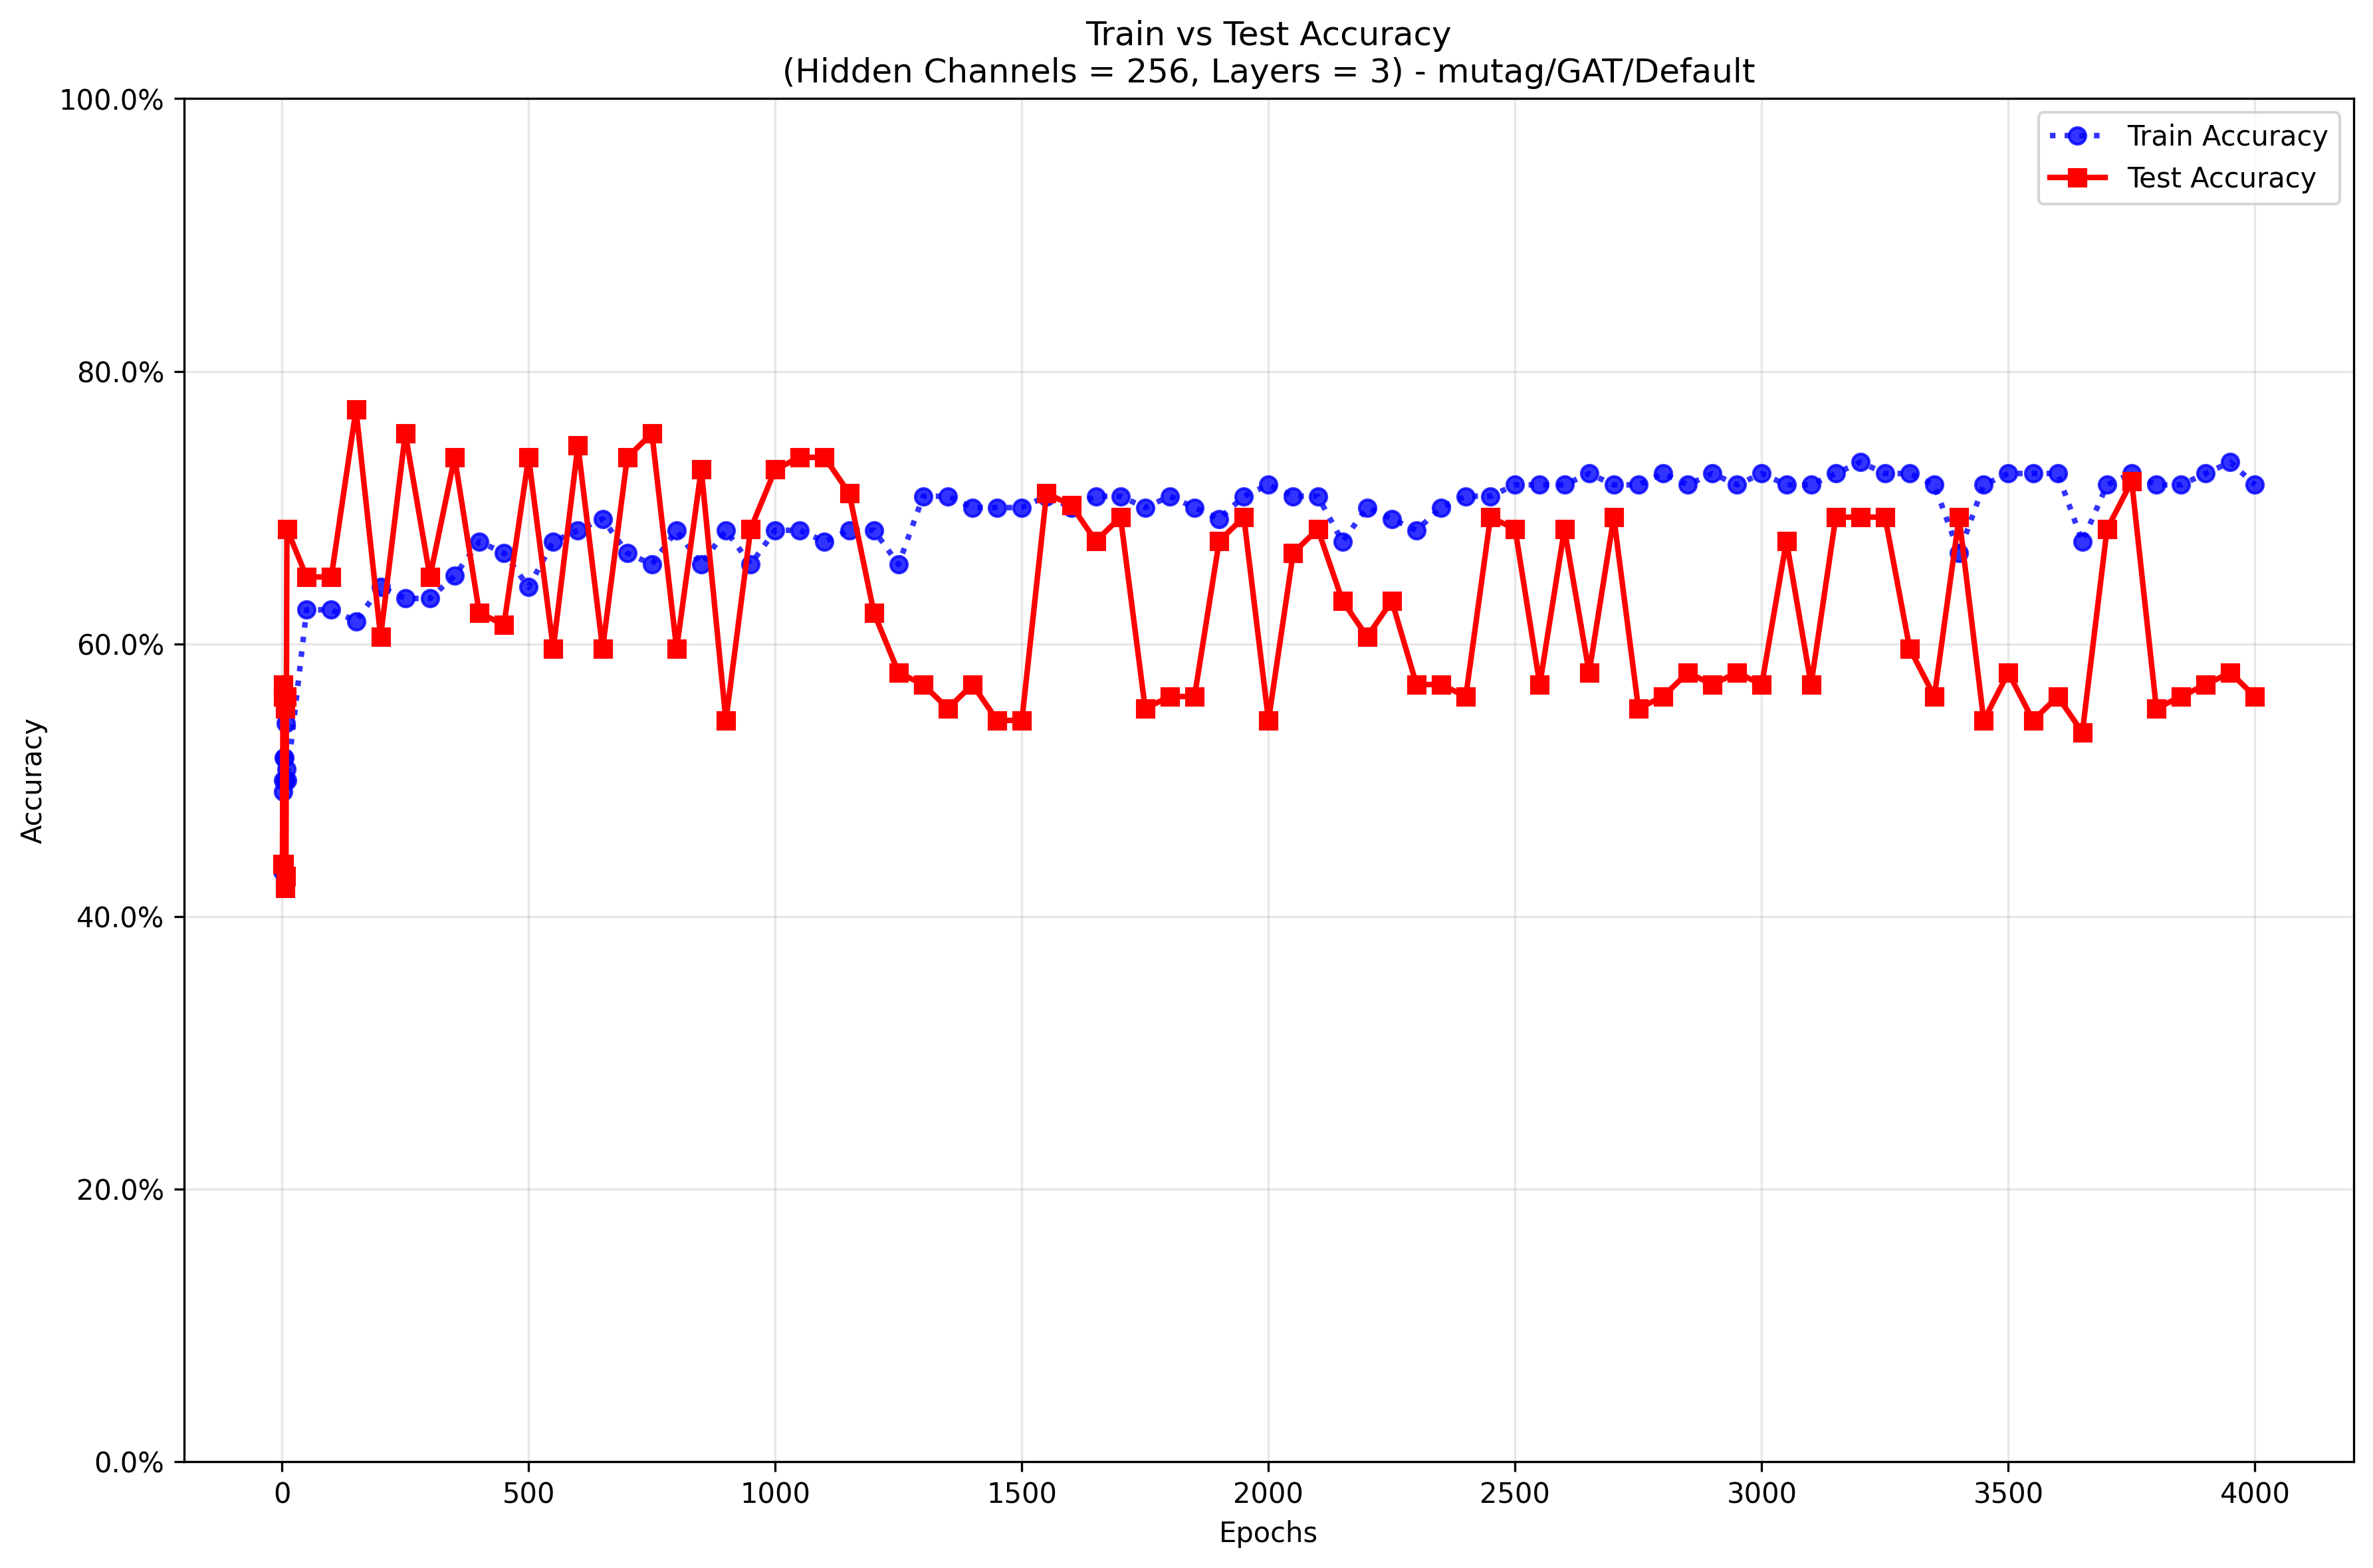 Train vs Test Accuracy
(Hidden Channels = 256, Layers = 3) - mutag/GAT/Default
Train Accuracy
Test Accuracy
Accuracy
100.0%
80.0%
60.0%
40.0%
20.0%
0.0%
0 500 1000 1500 2000 2500 3000 3500 4000
Epochs